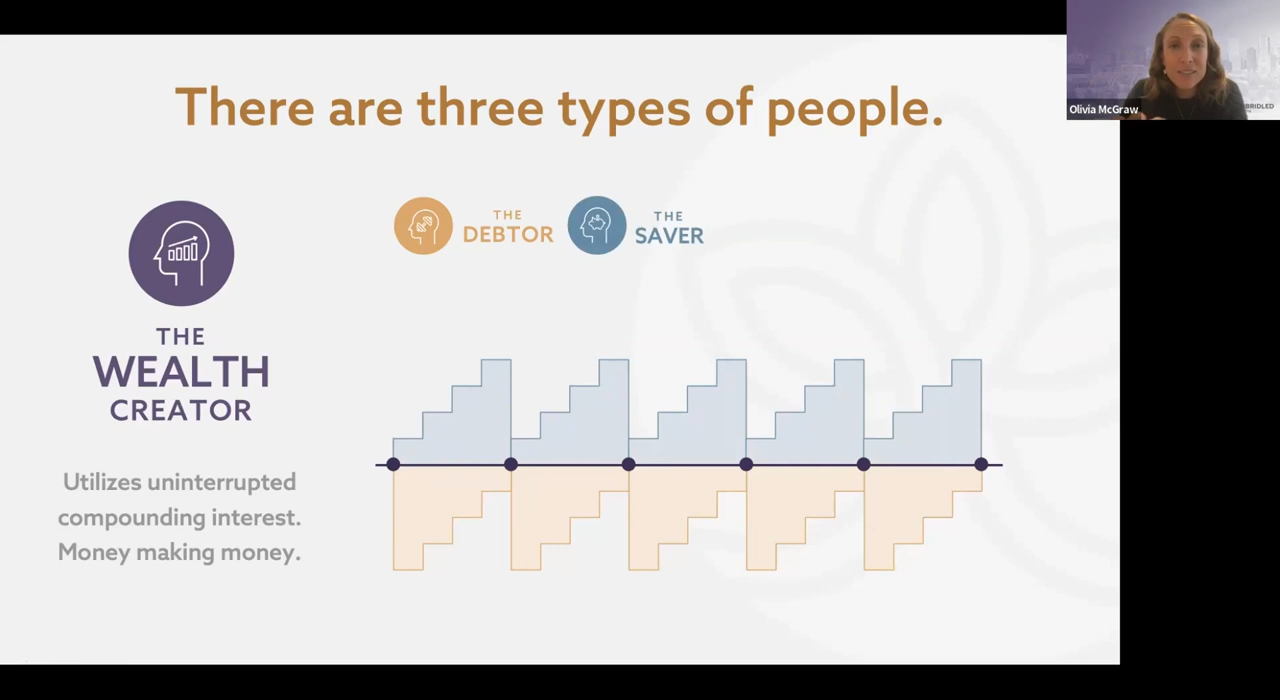 There are three types of people.
THE
DEBTOR
THE
SAVER
THE
WEALTH
CREATOR
Utilizes uninterrupted
compounding interest.
Money making money.
Olivia McGraw
BRIDLED